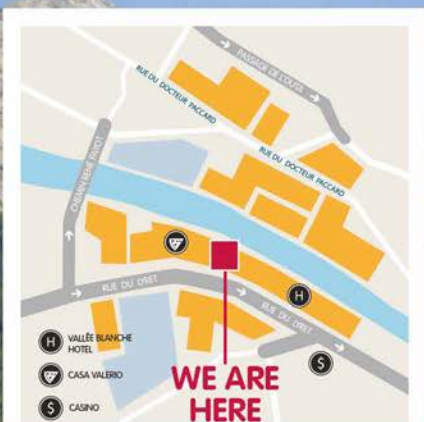 PASSAGE DE L'OUTA
RUE DU DOCTEUR PACCARD
RUE DU DOCTEUR PACCARD
CHEMIN RENÉ PAYOT
RUE DU LYRET
H
RUE DU LYRET
H VALLÉE BLANCHE
HOTEL
CASA VALERIO
$
$ CASINO
WE ARE
HERE